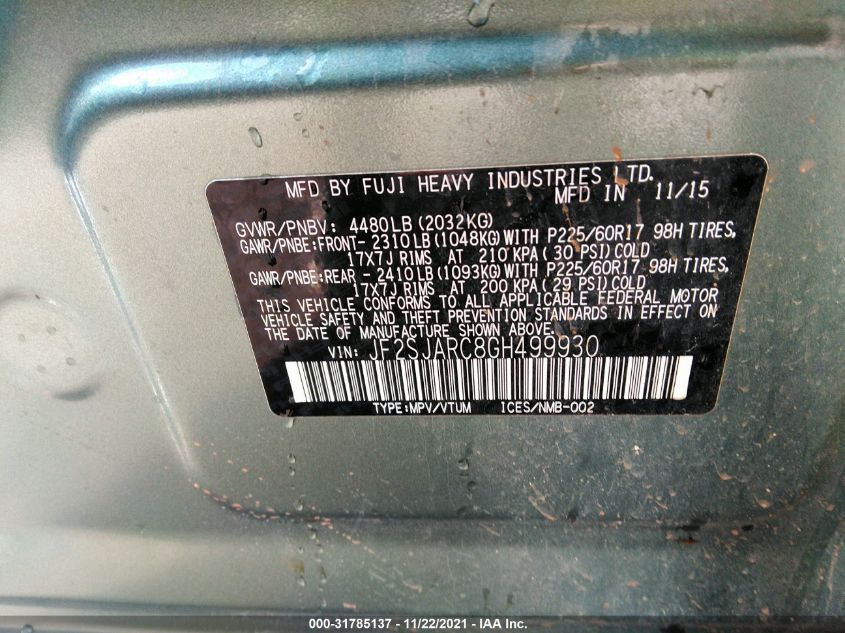 MFD BY FUJI HEAVY INDUSTRIES LTD.
MFD IN 11/15
GVWR/PNBV: 4480LB(2032KG)
GAWR/PNBE:FRONT- 2310LB(1048KG)WITH P225/60R17 98H TIRES,
17X7J RIMS AT 210 KPA(30 PSI)COLD
GAWR/PNBE:REAR - 2410LB(1093KG)WITH P225/60R17 98H TIRES,
17X7J RIMS AT 200 KPA(29 PSI)COLD
THIS VEHICLE CONFORMS TO ALL APPLICABLE FEDERAL MOTOR
VEHICLE SAFETY AND THEFT PREVENTION STANDARDS IN EFFECT ON
THE DATE OF MANUFACTURE SHOWN ABOVE.
VIN: JF2SJARC8GH499930
TYPE:MPV/VTUM ICES/NMB-002
000-31785137 - 11/22/2021 - IAA Inc.